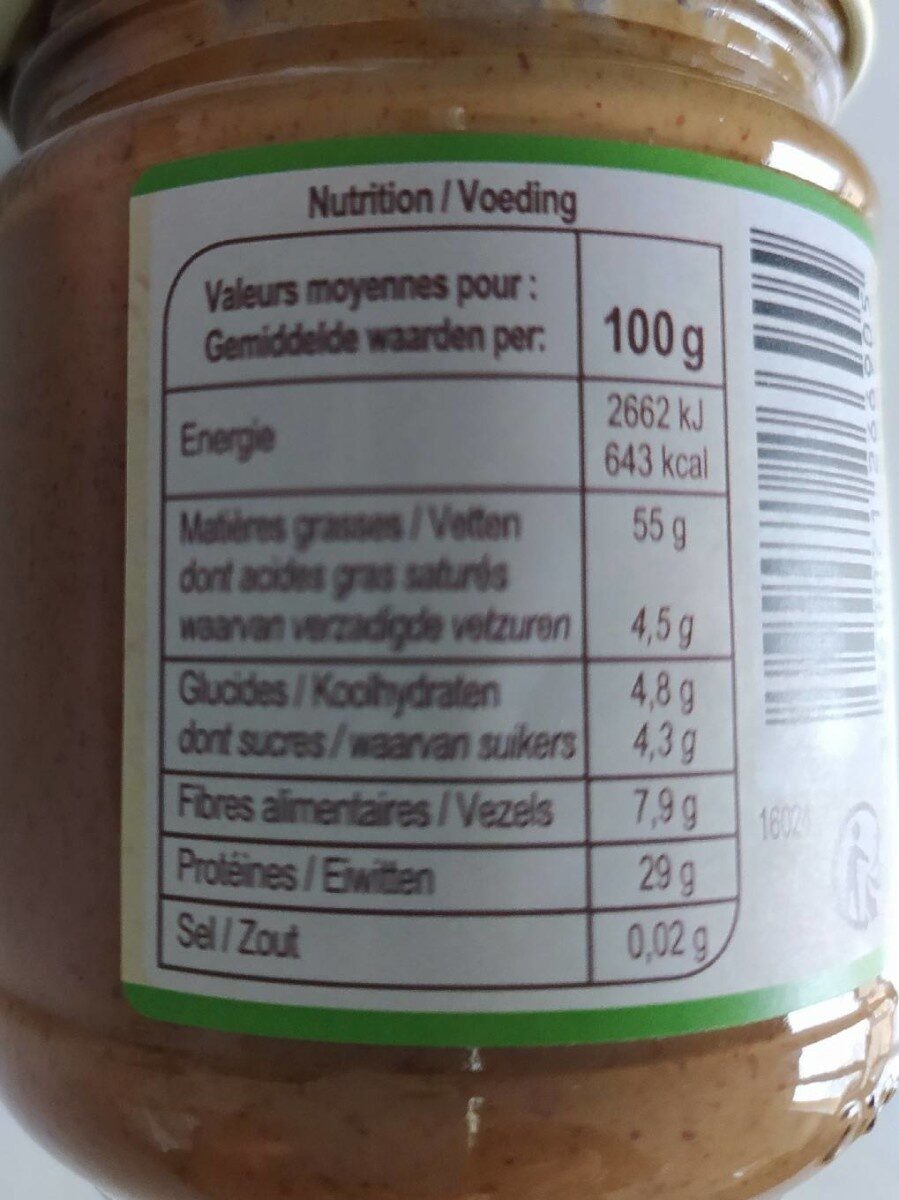 Nutrition / Voeding
Valeurs moyennes pour :
Gemiddelde waarden per:
100 g
Energie
2662 kJ
643 kcal
Matières grasses / Vetten 55 g
dont acides gras saturés
waarvan verzadigde vetzuren 4,5 g
Glucides / Koolhydraten 4,8 g
dont sucres / waarvan suikers 4,3 g
Fibres alimentaires / Vezels 7,9 g
Protéines / Eiwitten 29 g
Sel / Zout 0,02 g